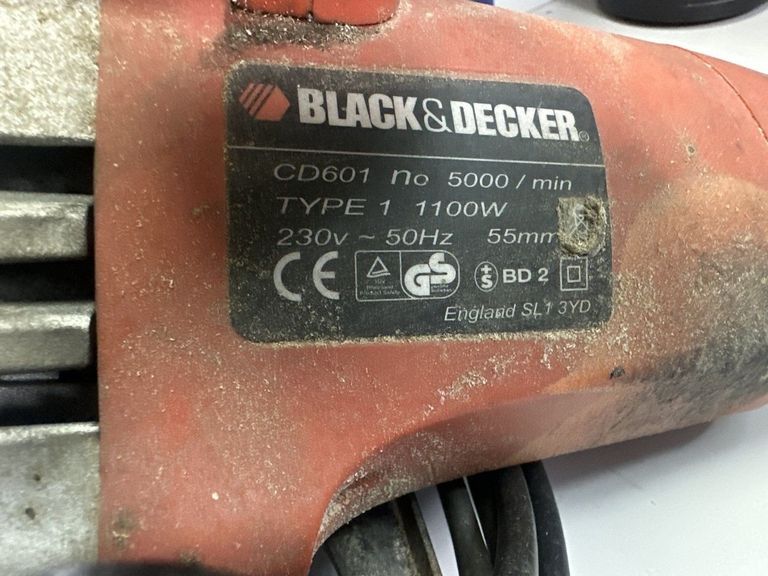 BLACK&DECKER®
CD601 no 5000 / min
TYPE 1 1100W
230v ~ 50Hz 55mm
CE GS S BD 2
England SL1 3YD